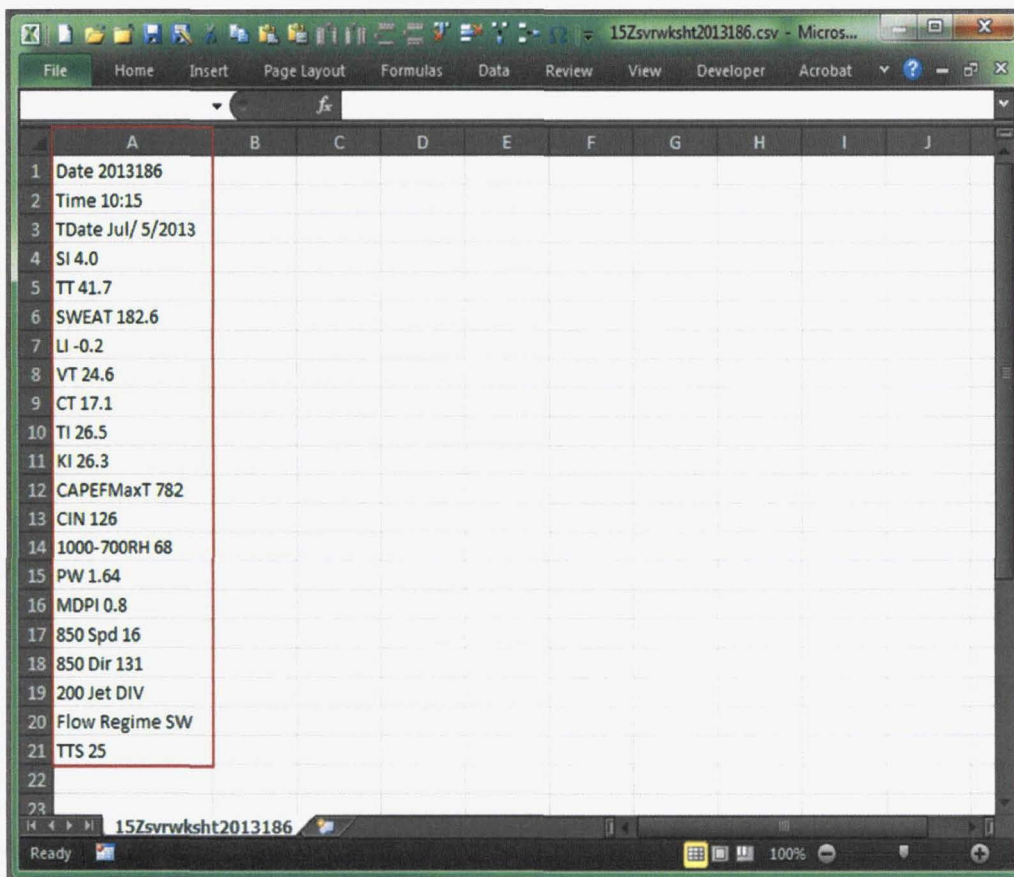 15Zsvrwksht2013186.csv - Micros...
File Home Insert Page Layout Formulas Data Review View Developer Acrobat
fx
A B C D E F G H I J
1 Date 2013186
2 Time 10:15
3 TDate Jul/ 5/2013
4 SI 4.0
5 TT 41.7
6 SWEAT 182.6
7 LI -0.2
8 VT 24.6
9 CT 17.1
10 TI 26.5
11 KI 26.3
12 CAPEFMaxT 782
13 CIN 126
14 1000-700RH 68
15 PW 1.64
16 MDPI 0.8
17 850 Spd 16
18 850 Dir 131
19 200 Jet DIV
20 Flow Regime SW
21 TTS 25
22
23
15Zsvrwksht2013186
Ready 100%